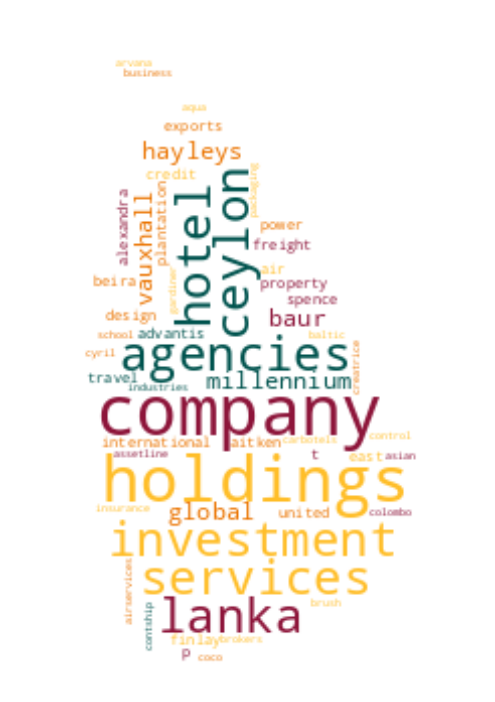 arvana
business
aqua
exports
hayleys
credit
packaging
hotel
ceylon
alexandra
vauxhall
plantation
power
freight
gardiner
air
beira
property
spence
design
baur
school
advantis
baltic
agencies
cyril
creatrice
travel
industries
millennium
company
international
aitken
carbotels
control
assetline
t
east
asian
holdings
insurance
global
united
colombo
investment
airservices
services
contship
lanka
brush
finlay
brokers
p
coco